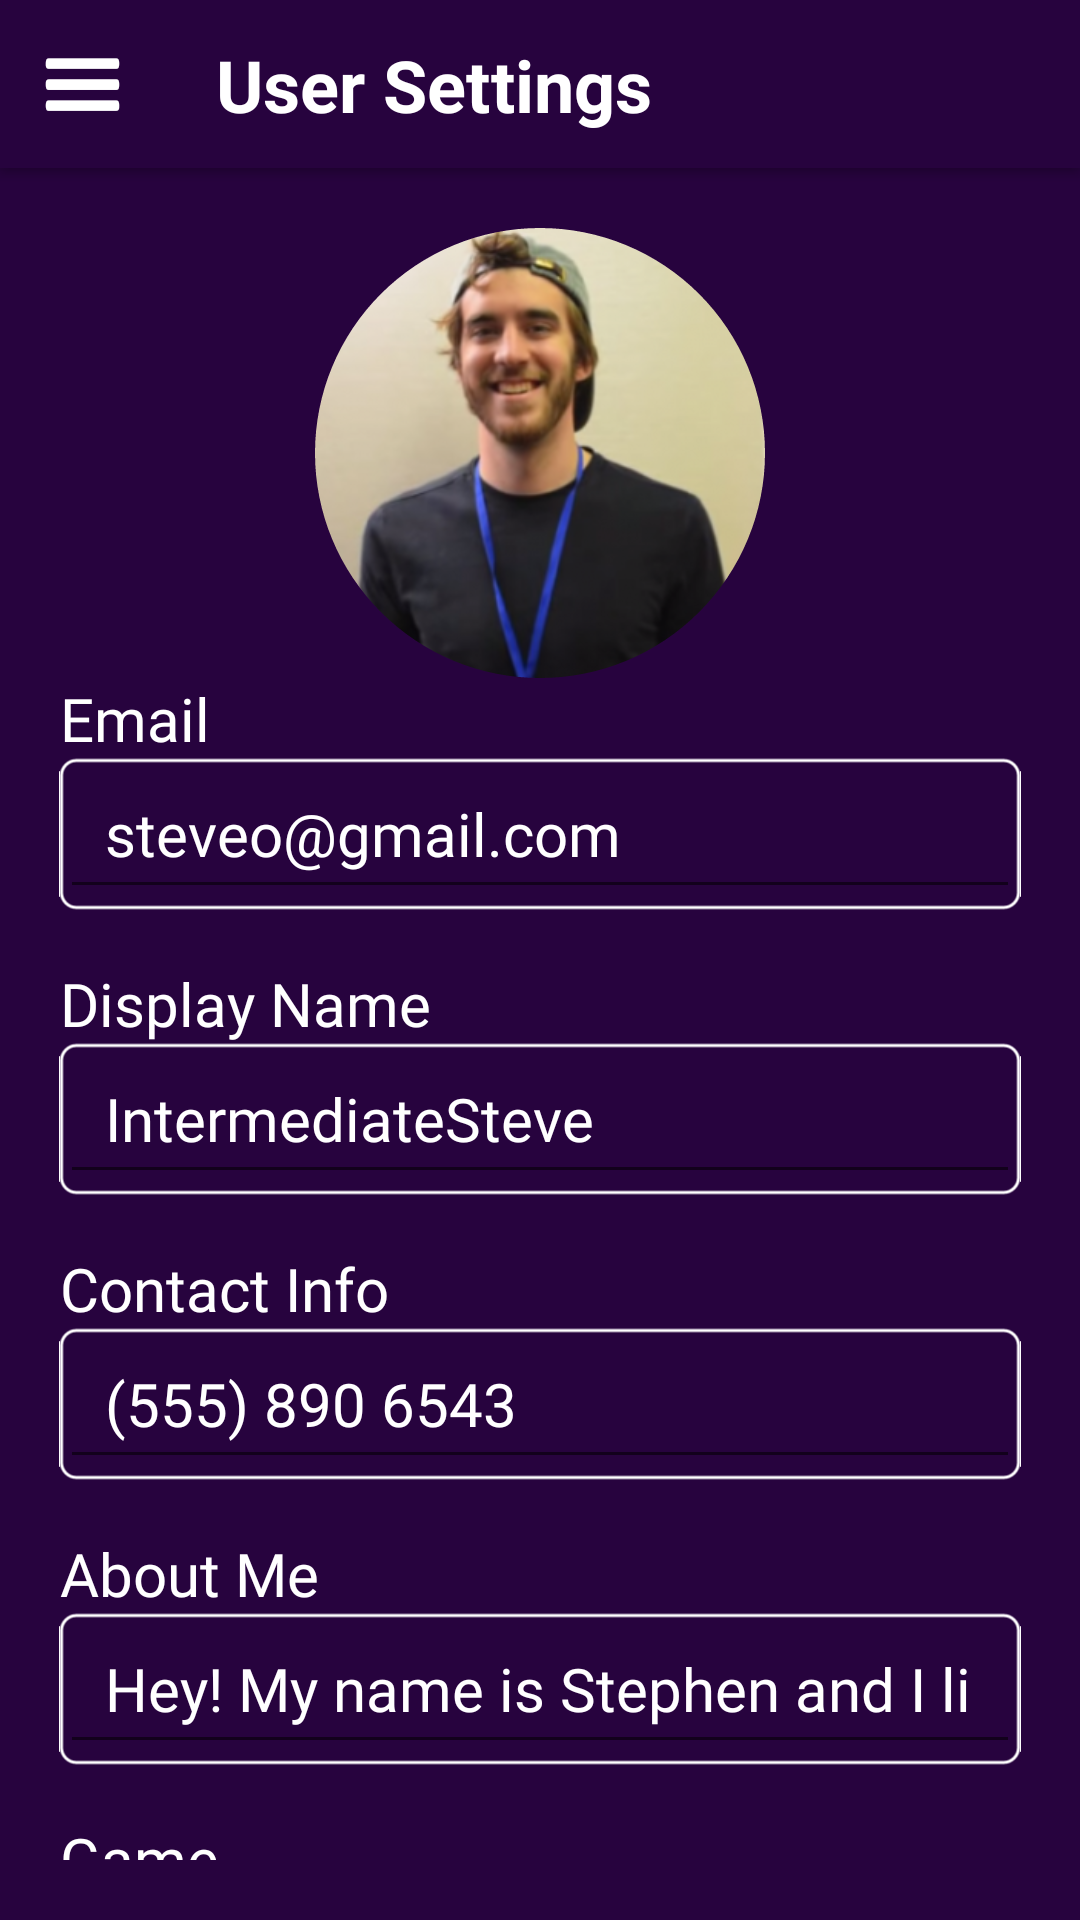 User Settings
Email
steveo@gmail.com
Display Name
IntermediateSteve
Contact Info
(555) 890 6543
About Me
Hey! My name is Stephen and I li
Game